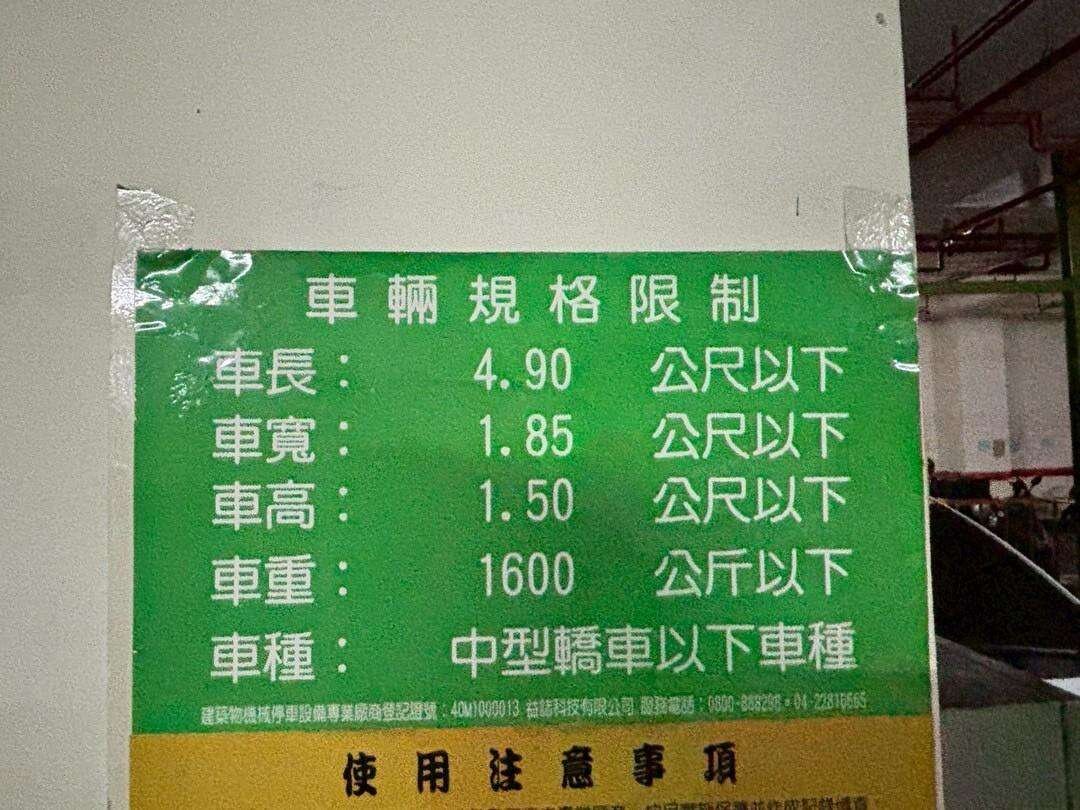 車輛規格限制
車長： 4.90 公尺以下
車寬： 1.85 公尺以下
車高： 1.50 公尺以下
車重： 1600 公斤以下
車種： 中型轎車以下車種
建築物機械停車設備專業廠商登記證號：40M1000013 益誌科技有限公司 服務電話：0800-888298・04-22810665
使用注意事項